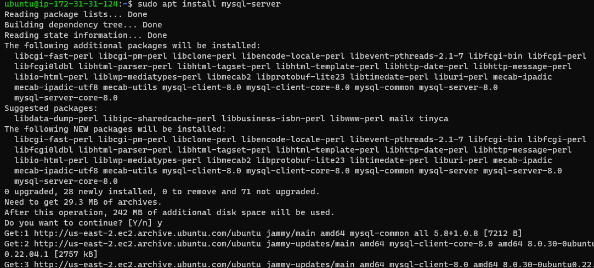 ubuntu@ip-172-31-31-124:~$ sudo apt install mysql-server
Reading package lists... Done
Building dependency tree... Done
Reading state information... Done
The following additional packages will be installed:
libcgi-fast-perl libcgi-pm-perl libclone-perl libencode-locale-perl libevent-pthreads-2.1-7 libfcgi-bin libfcgi-perl
libfcgi0ldbl libhtml-parser-perl libhtml-tagset-perl libhtml-template-perl libhttp-date-perl libhttp-message-perl
libio-html-perl liblwp-mediatypes-perl libmecab2 libprotobuf-lite23 libtimedate-perl liburi-perl mecab-ipadic
mecab-ipadic-utf8 mecab-utils mysql-client-8.0 mysql-client-core-8.0 mysql-common mysql-server-8.0
mysql-server-core-8.0
Suggested packages:
libdata-dump-perl libipc-sharedcache-perl libbusiness-isbn-perl libwww-perl mailx tinyca
The following NEW packages will be installed:
libcgi-fast-perl libcgi-pm-perl libclone-perl libencode-locale-perl libevent-pthreads-2.1-7 libfcgi-bin libfcgi-perl
libfcgi0ldbl libhtml-parser-perl libhtml-tagset-perl libhtml-template-perl libhttp-date-perl libhttp-message-perl
libio-html-perl liblwp-mediatypes-perl libmecab2 libprotobuf-lite23 libtimedate-perl liburi-perl mecab-ipadic
mecab-ipadic-utf8 mecab-utils mysql-client-8.0 mysql-client-core-8.0 mysql-common mysql-server mysql-server-8.0
mysql-server-core-8.0
0 upgraded, 28 newly installed, 0 to remove and 71 not upgraded.
Need to get 29.3 MB of archives.
After this operation, 242 MB of additional disk space will be used.
Do you want to continue? [Y/n] y
Get:1 http://us-east-2.ec2.archive.ubuntu.com/ubuntu jammy/main amd64 mysql-common all 5.8+1.0.8 [7212 B]
Get:2 http://us-east-2.ec2.archive.ubuntu.com/ubuntu jammy-updates/main amd64 mysql-client-core-8.0 amd64 8.0.30-0ubuntu
0.22.04.1 [2757 kB]
Get:3 http://us-east-2.ec2.archive.ubuntu.com/ubuntu jammy-updates/main amd64 mysql-client-8.0 amd64 8.0.30-0ubuntu0.22